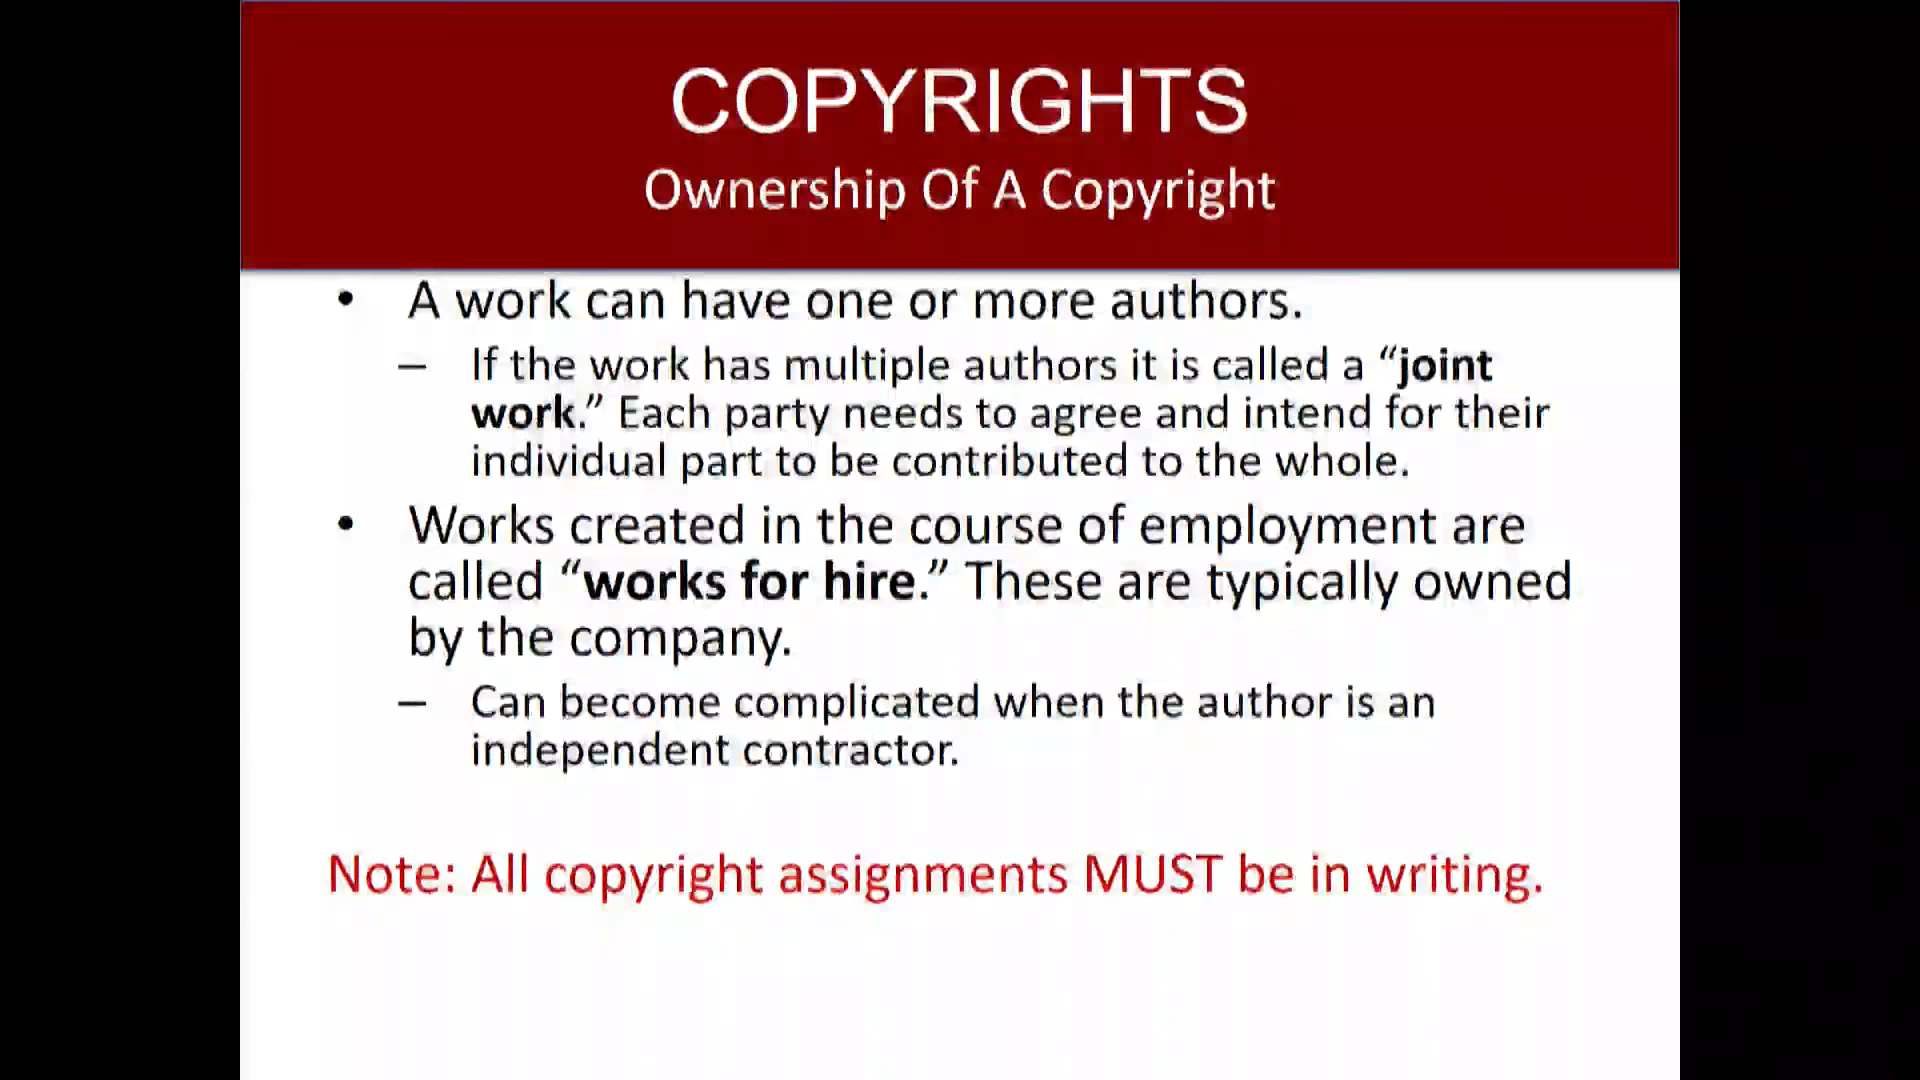 COPYRIGHTS
Ownership Of A Copyright
• A work can have one or more authors.
– If the work has multiple authors it is called a “joint
work.” Each party needs to agree and intend for their
individual part to be contributed to the whole.
• Works created in the course of employment are
called “works for hire.” These are typically owned
by the company.
– Can become complicated when the author is an
independent contractor.
Note: All copyright assignments MUST be in writing.